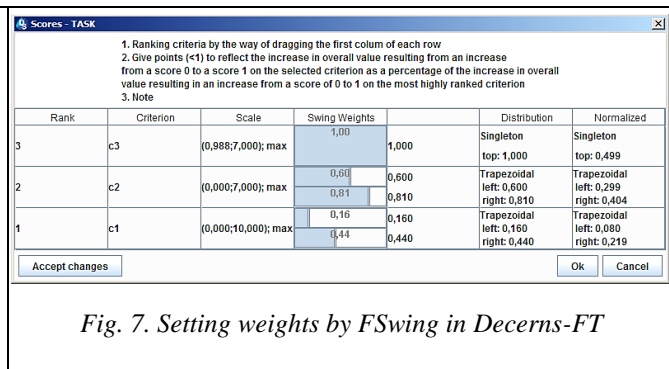 Scores - TASK
1. Ranking criteria by the way of dragging the first colum of each row
2. Give points (<1) to reflect the increase in overall value resulting from an increase
from a score 0 to a score 1 on the selected criterion as a percentage of the increase in overall
value resulting in an increase from a score of 0 to 1 on the most highly ranked criterion
3. Note
Rank Criterion Scale Swing Weights Distribution Normalized
3 c3 (0,988;7,000); max 1,00 1,000 Singleton top: 1,000 Singleton top: 0,499
2 c2 (0,000;7,000); max 0,60 0,81 0,600 0,810 Trapezoidal left: 0,600 right: 0,810 Trapezoidal left: 0,299 right: 0,404
1 c1 (0,000;10,000); max 0,16 0,44 0,160 0,440 Trapezoidal left: 0,160 right: 0,440 Trapezoidal left: 0,080 right: 0,219
Accept changes Ok Cancel
Fig. 7. Setting weights by FSwing in Decerns-FT